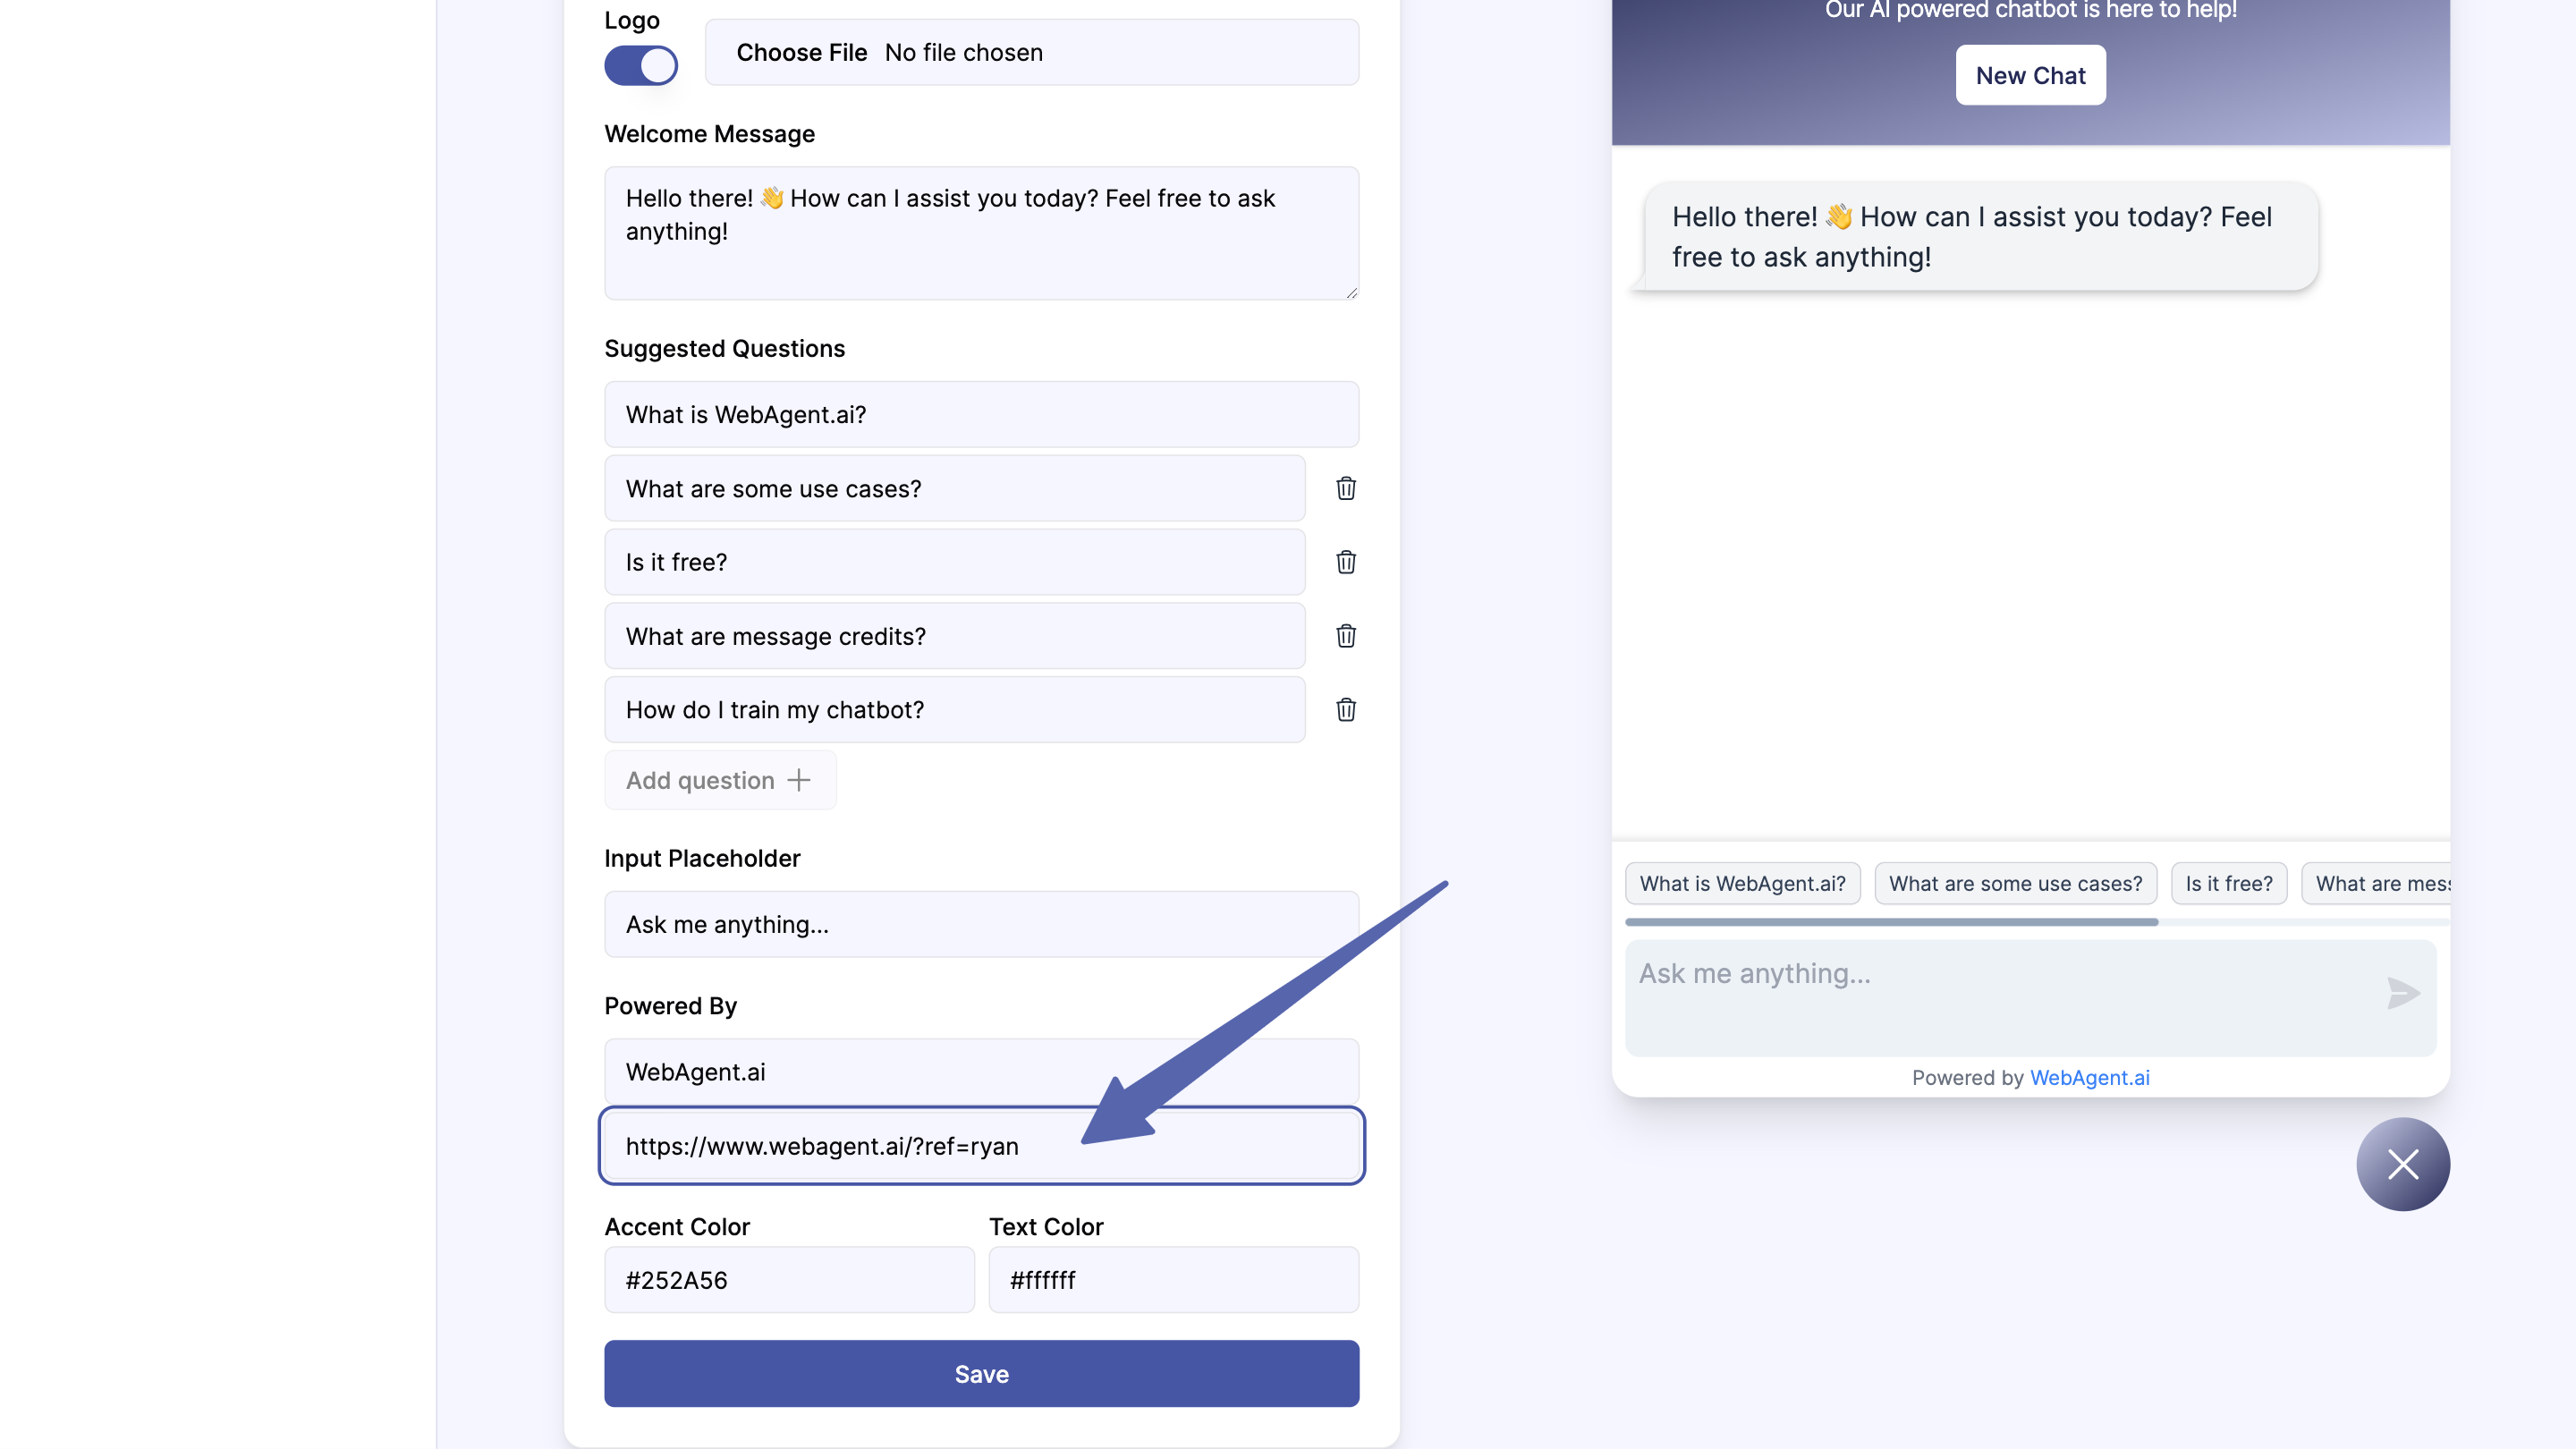 Logo
Choose File No file chosen
Welcome Message
Hello there! 👋 How can I assist you today? Feel free to ask
anything!
Suggested Questions
What is WebAgent.ai?
What are some use cases?
Is it free?
What are message credits?
How do I train my chatbot?
Add question +
Input Placeholder
Ask me anything...
Powered By
WebAgent.ai
https://www.webagent.ai/?ref=ryan
Accent Color Text Color
#252A56 #ffffff
Save
Our AI powered chatbot is here to help!
New Chat
Hello there! 👋 How can I assist you today? Feel
free to ask anything!
What is WebAgent.ai? What are some use cases? Is it free? What are mess
Ask me anything...
Powered by WebAgent.ai